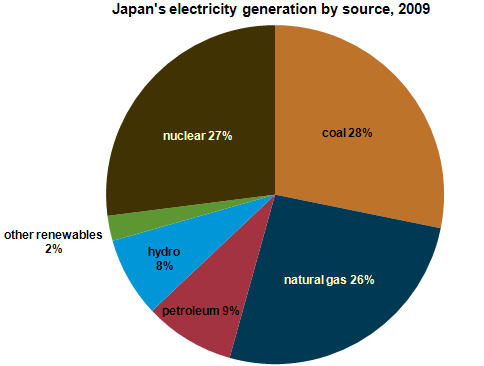 Japan's electricity generation by source, 2009
nuclear 27%
coal 28%
other renewables
2%
hydro
8%
natural gas 26%
petroleum 9%